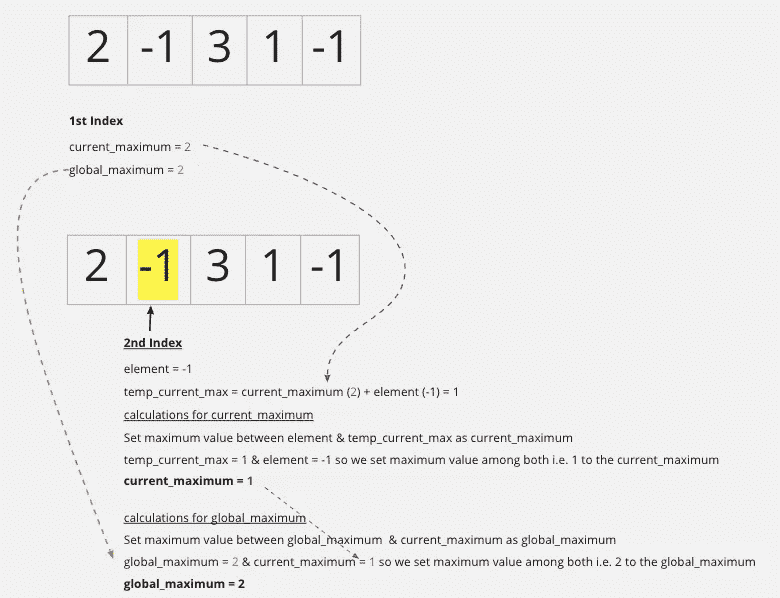 2 -1 3 1 -1
1st Index
current_maximum = 2
global_maximum = 2
2 -1 3 1 -1
2nd Index
element = -1
temp_current_max = current_maximum (2) + element (-1) = 1
calculations for current_maximum
Set maximum value between element & temp_current_max as current_maximum
temp_current_max = 1 & element = -1 so we set maximum value among both i.e. 1 to the current_maximum
current_maximum = 1
calculations for global_maximum
Set maximum value between global_maximum & current_maximum as global_maximum
global_maximum = 2 & current_maximum = 1 so we set maximum value among both i.e. 2 to the global_maximum
global_maximum = 2